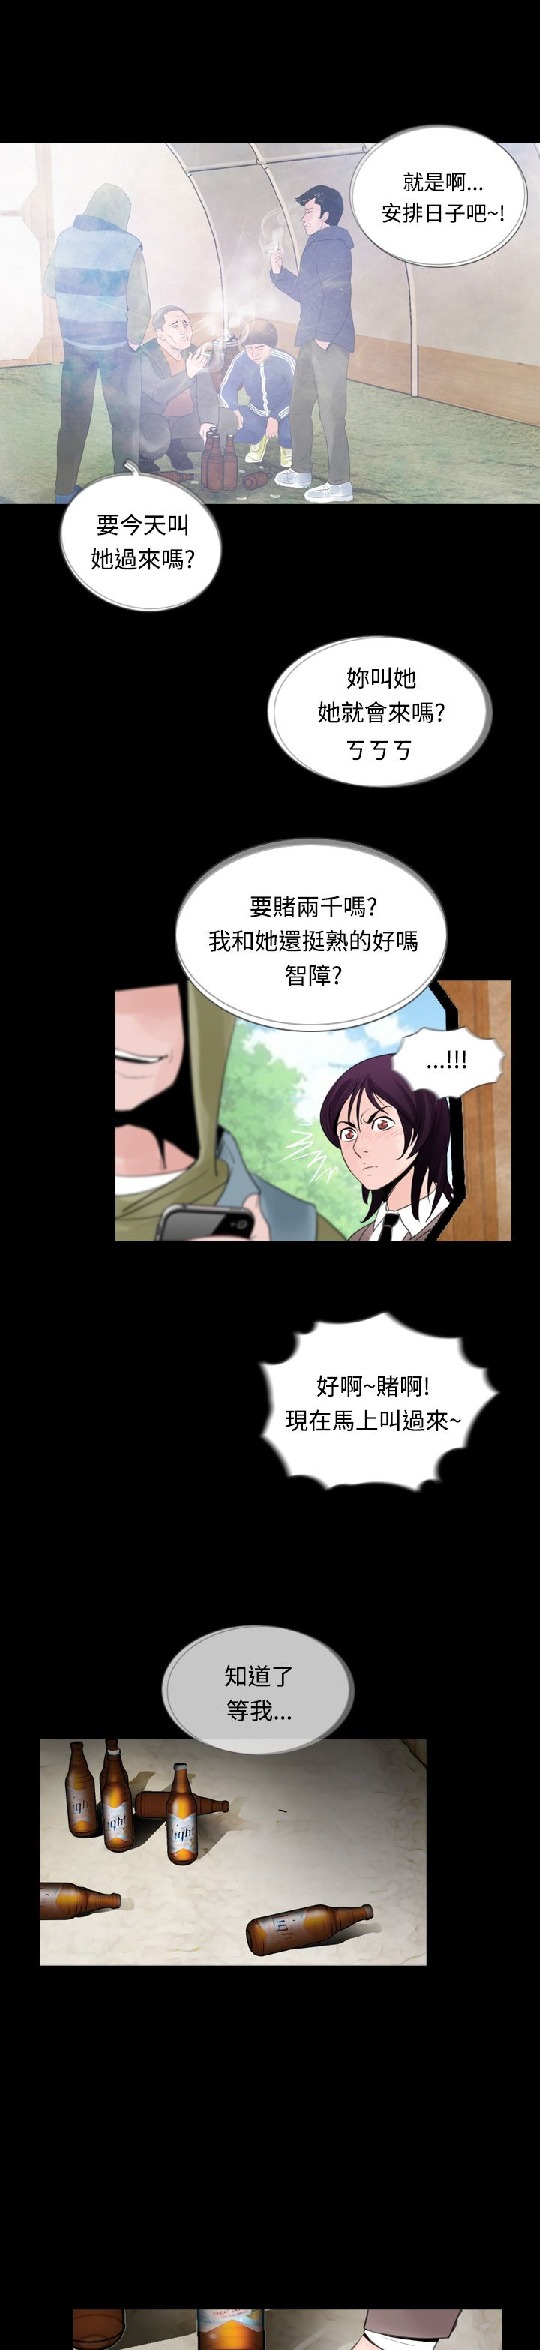 就是啊...
安排日子吧~!
要今天叫
她過來嗎?
妳叫她
她就會來嗎?
ㄎㄎㄎ
要賭兩千嗎?
我和她還挺熟的好嗎
智障?
...!!!
好啊~賭啊!
現在馬上叫過來~
知道了
等我...